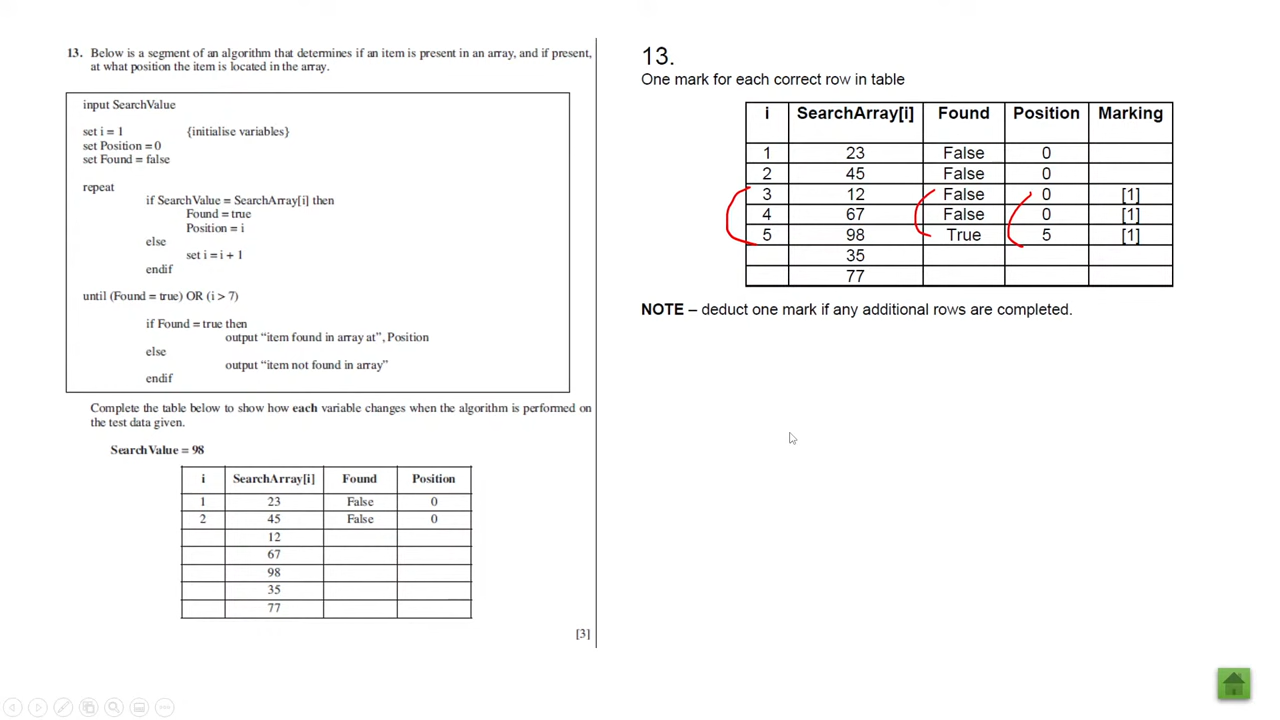 13. Below is a segment of an algorithm that determines if an item is present in an array, and if present,
at what position the item is located in the array.
input SearchValue
set i = 1 {initialise variables}
set Position = 0
set Found = false
repeat
if SearchValue = SearchArray[i] then
Found = true
Position = i
else
set i = i + 1
endif
until (Found = true) OR (i > 7)
if Found = true then
output “item found in array at”, Position
else
output “item not found in array”
endif
Complete the table below to show how each variable changes when the algorithm is performed on
the test data given.
SearchValue = 98
i SearchArray[i] Found Position
1 23 False 0
2 45 False 0
12
67
98
35
77
[3]
13.
One mark for each correct row in table
i SearchArray[i] Found Position Marking
1 23 False 0
2 45 False 0
3 12 False 0 [1]
4 67 False 0 [1]
5 98 True 5 [1]
35
77
NOTE – deduct one mark if any additional rows are completed.